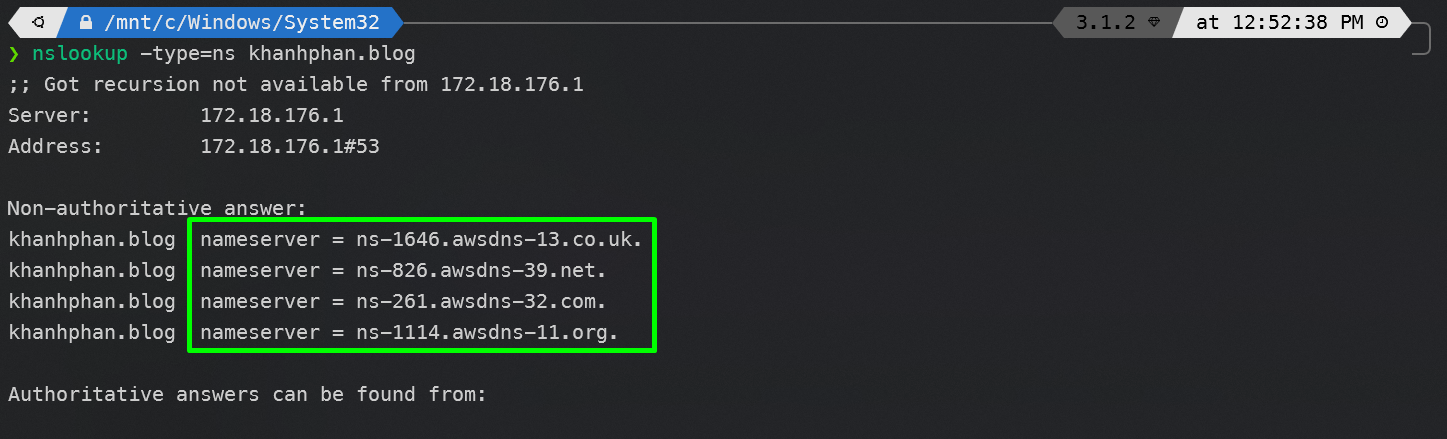 /mnt/c/Windows/System32 3.1.2 at 12:52:38 PM
❯ nslookup -type=ns khanhphan.blog
;; Got recursion not available from 172.18.176.1
Server: 172.18.176.1
Address: 172.18.176.1#53
Non-authoritative answer:
khanhphan.blog nameserver = ns-1646.awsdns-13.co.uk.
khanhphan.blog nameserver = ns-826.awsdns-39.net.
khanhphan.blog nameserver = ns-261.awsdns-32.com.
khanhphan.blog nameserver = ns-1114.awsdns-11.org.
Authoritative answers can be found from: